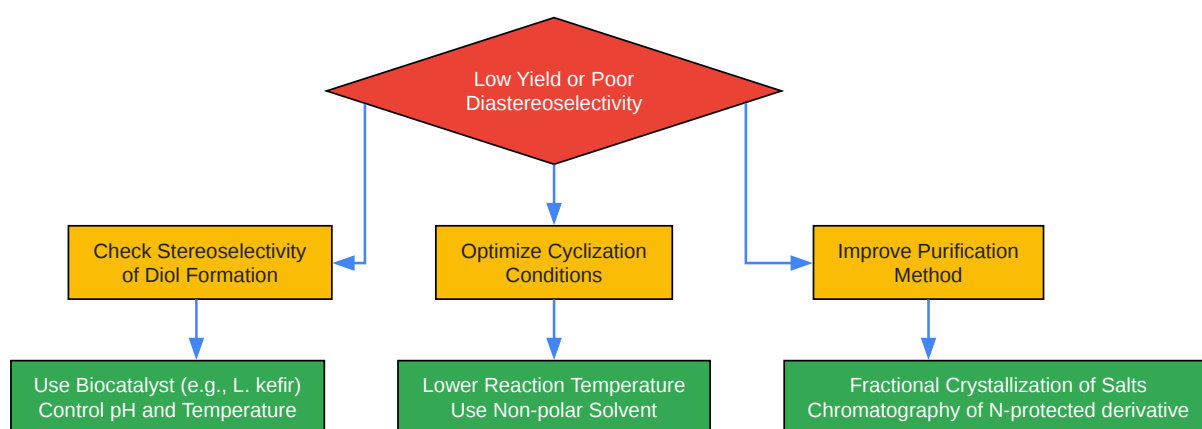 Low Yield or Poor
Diastereoselectivity
Check Stereoselectivity
of Diol Formation
Optimize Cyclization
Conditions
Improve Purification
Method
Use Biocatalyst (e.g., L. kefir)
Control pH and Temperature
Lower Reaction Temperature
Use Non-polar Solvent
Fractional Crystallization of Salts
Chromatography of N-protected derivative